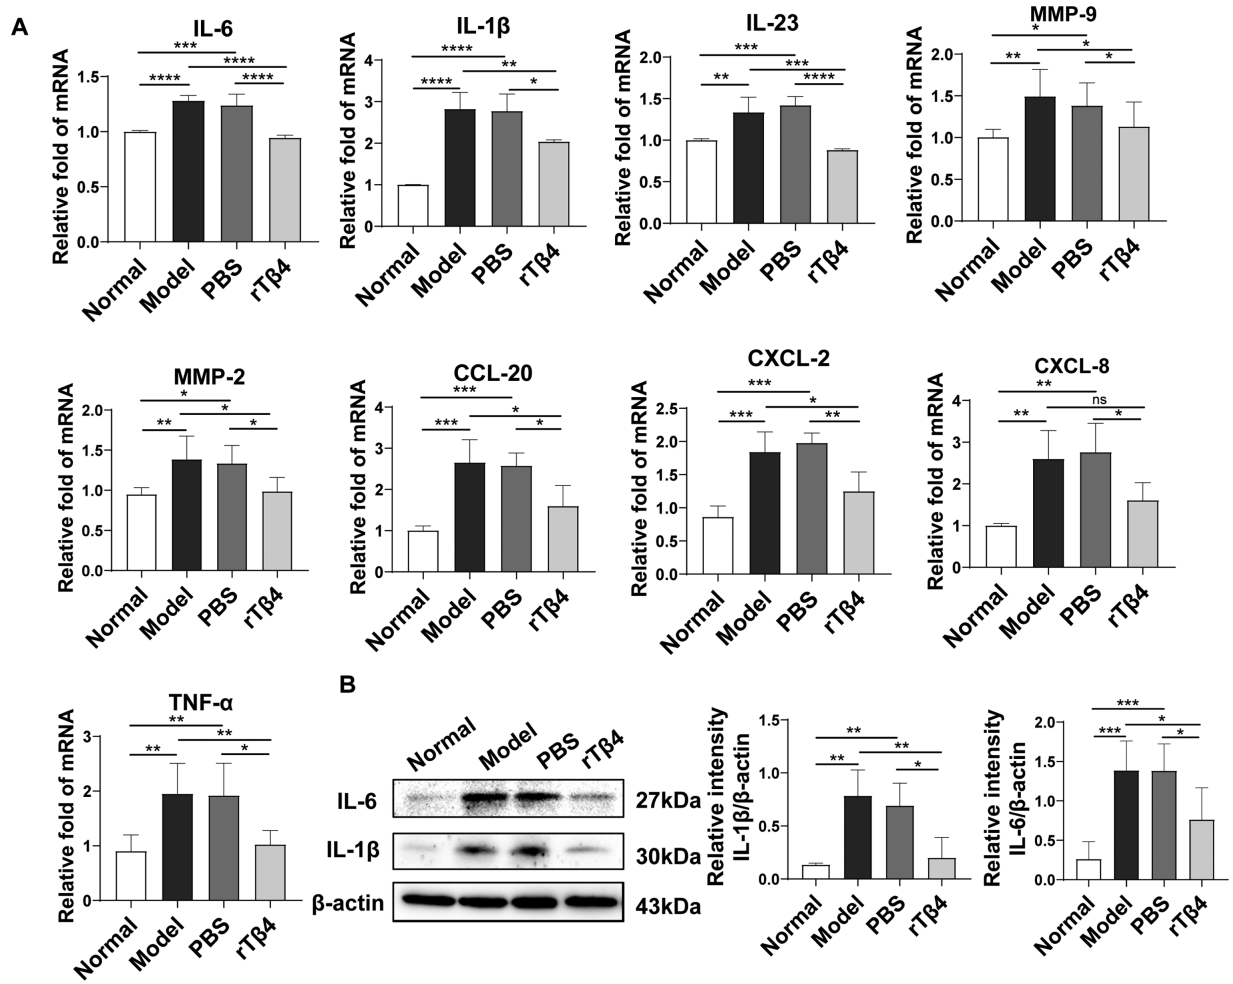 A
IL-6
Relative fold of mRNA
1.5
1.0
0.5
0.0
***
****
****
****
Normal
Model
PBS
rTβ4
IL-1β
Relative fold of mRNA
4
3
2
1
0
****
**
****
*
Normal
Model
PBS
rTβ4
IL-23
Relative fold of mRNA
2.0
1.5
1.0
0.5
0.0
***
***
**
****
Normal
Model
PBS
rTβ4
MMP-9
Relative fold of mRNA
2.0
1.5
1.0
0.5
0.0
*
*
**
*
Normal
Model
PBS
rTβ4
MMP-2
Relative fold of mRNA
2.0
1.5
1.0
0.5
0.0
*
*
**
*
Normal
Model
PBS
rTβ4
CCL-20
Relative fold of mRNA
4
3
2
1
0
***
*
***
*
Normal
Model
PBS
rTβ4
CXCL-2
Relative fold of mRNA
2.5
2.0
1.5
1.0
0.5
0.0
***
*
***
**
Normal
Model
PBS
rTβ4
CXCL-8
Relative fold of mRNA
4
3
2
1
0
**
ns
**
*
Normal
Model
PBS
rTβ4
TNF-α
Relative fold of mRNA
3
2
1
0
**
**
**
*
Normal
Model
PBS
rTβ4
B
Normal
Model
PBS
rTβ4
IL-6
27kDa
IL-1β
30kDa
β-actin
43kDa
Relative intensity
IL-1β/β-actin
1.5
1.0
0.5
0.0
**
**
**
*
Normal
Model
PBS
rTβ4
Relative intensity
IL-6/β-actin
2.0
1.5
1.0
0.5
0.0
***
*
***
*
Normal
Model
PBS
rTβ4